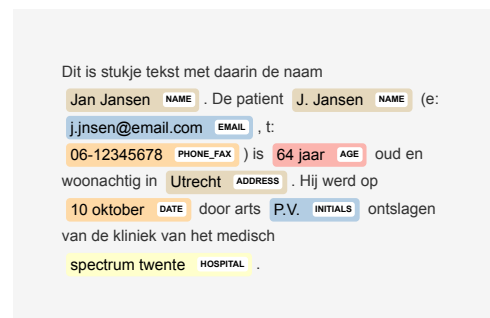 Dit is stukje tekst met daarin de naam
Jan Jansen NAME . De patient J. Jansen NAME (e:
j.jnsen@email.com EMAIL , t:
06-12345678 PHONE_FAX ) is 64 jaar AGE oud en
woonachtig in Utrecht ADDRESS . Hij werd op
10 oktober DATE door arts P.V. INITIALS ontslagen
van de kliniek van het medisch
spectrum twente HOSPITAL .